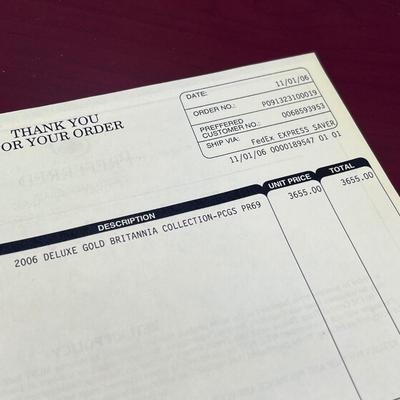 THANK YOU
OR YOUR ORDER
DATE: 11/01/06
ORDER NO.: P091323100019
PREFFERED
CUSTOMER NO.: 0068593953
SHIP VIA: FedEx EXPRESS SAVER
11/01/06 0000189547 01 01
DESCRIPTION UNIT PRICE TOTAL
2006 DELUXE GOLD BRITANNIA COLLECTION-PCGS PR69 3655.00 3655.00